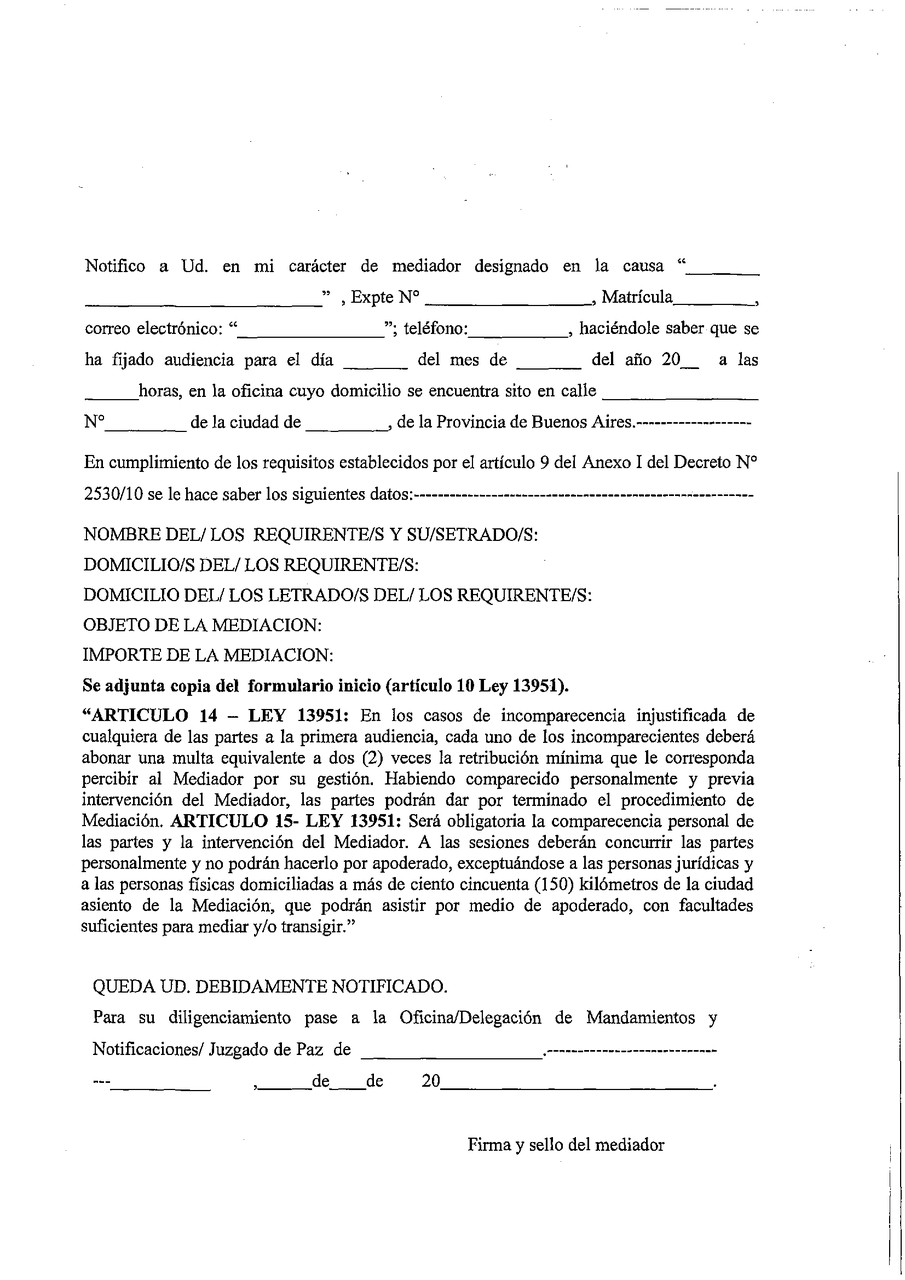 Notifico a Ud. en mi carácter de mediador designado en la causa “________
__________________________” , Expte Nº __________________, Matrícula_________,
correo electrónico: “________________”; teléfono:___________, haciéndole saber que se
ha fijado audiencia para el día _______ del mes de _______ del año 20__ a las
______horas, en la oficina cuyo domicilio se encuentra sito en calle _________________
Nº_________ de la ciudad de _________, de la Provincia de Buenos Aires.-------------------
En cumplimiento de los requisitos establecidos por el artículo 9 del Anexo I del Decreto Nº
2530/10 se le hace saber los siguientes datos:---------------------------------------------------------
NOMBRE DEL/ LOS REQUIRENTE/S Y SU/SETRADO/S:
DOMICILIO/S DEL/ LOS REQUIRENTE/S:
DOMICILIO DEL/ LOS LETRADO/S DEL/ LOS REQUIRENTE/S:
OBJETO DE LA MEDIACION:
IMPORTE DE LA MEDIACION:
Se adjunta copia del formulario inicio (artículo 10 Ley 13951).
“ARTICULO 14 – LEY 13951: En los casos de incomparecencia injustificada de
cualquiera de las partes a la primera audiencia, cada uno de los incomparecientes deberá
abonar una multa equivalente a dos (2) veces la retribución mínima que le corresponda
percibir al Mediador por su gestión. Habiendo comparecido personalmente y previa
intervención del Mediador, las partes podrán dar por terminado el procedimiento de
Mediación. ARTICULO 15- LEY 13951: Será obligatoria la comparecencia personal de
las partes y la intervención del Mediador. A las sesiones deberán concurrir las partes
personalmente y no podrán hacerlo por apoderado, exceptuándose a las personas jurídicas y
a las personas físicas domiciliadas a más de ciento cincuenta (150) kilómetros de la ciudad
asiento de la Mediación, que podrán asistir por medio de apoderado, con facultades
suficientes para mediar y/o transigir.”
QUEDA UD. DEBIDAMENTE NOTIFICADO.
Para su diligenciamiento pase a la Oficina/Delegación de Mandamientos y
Notificaciones/ Juzgado de Paz de ____________________.----------------------------
---___________ ,______de____de 20______________________________.
Firma y sello del mediador